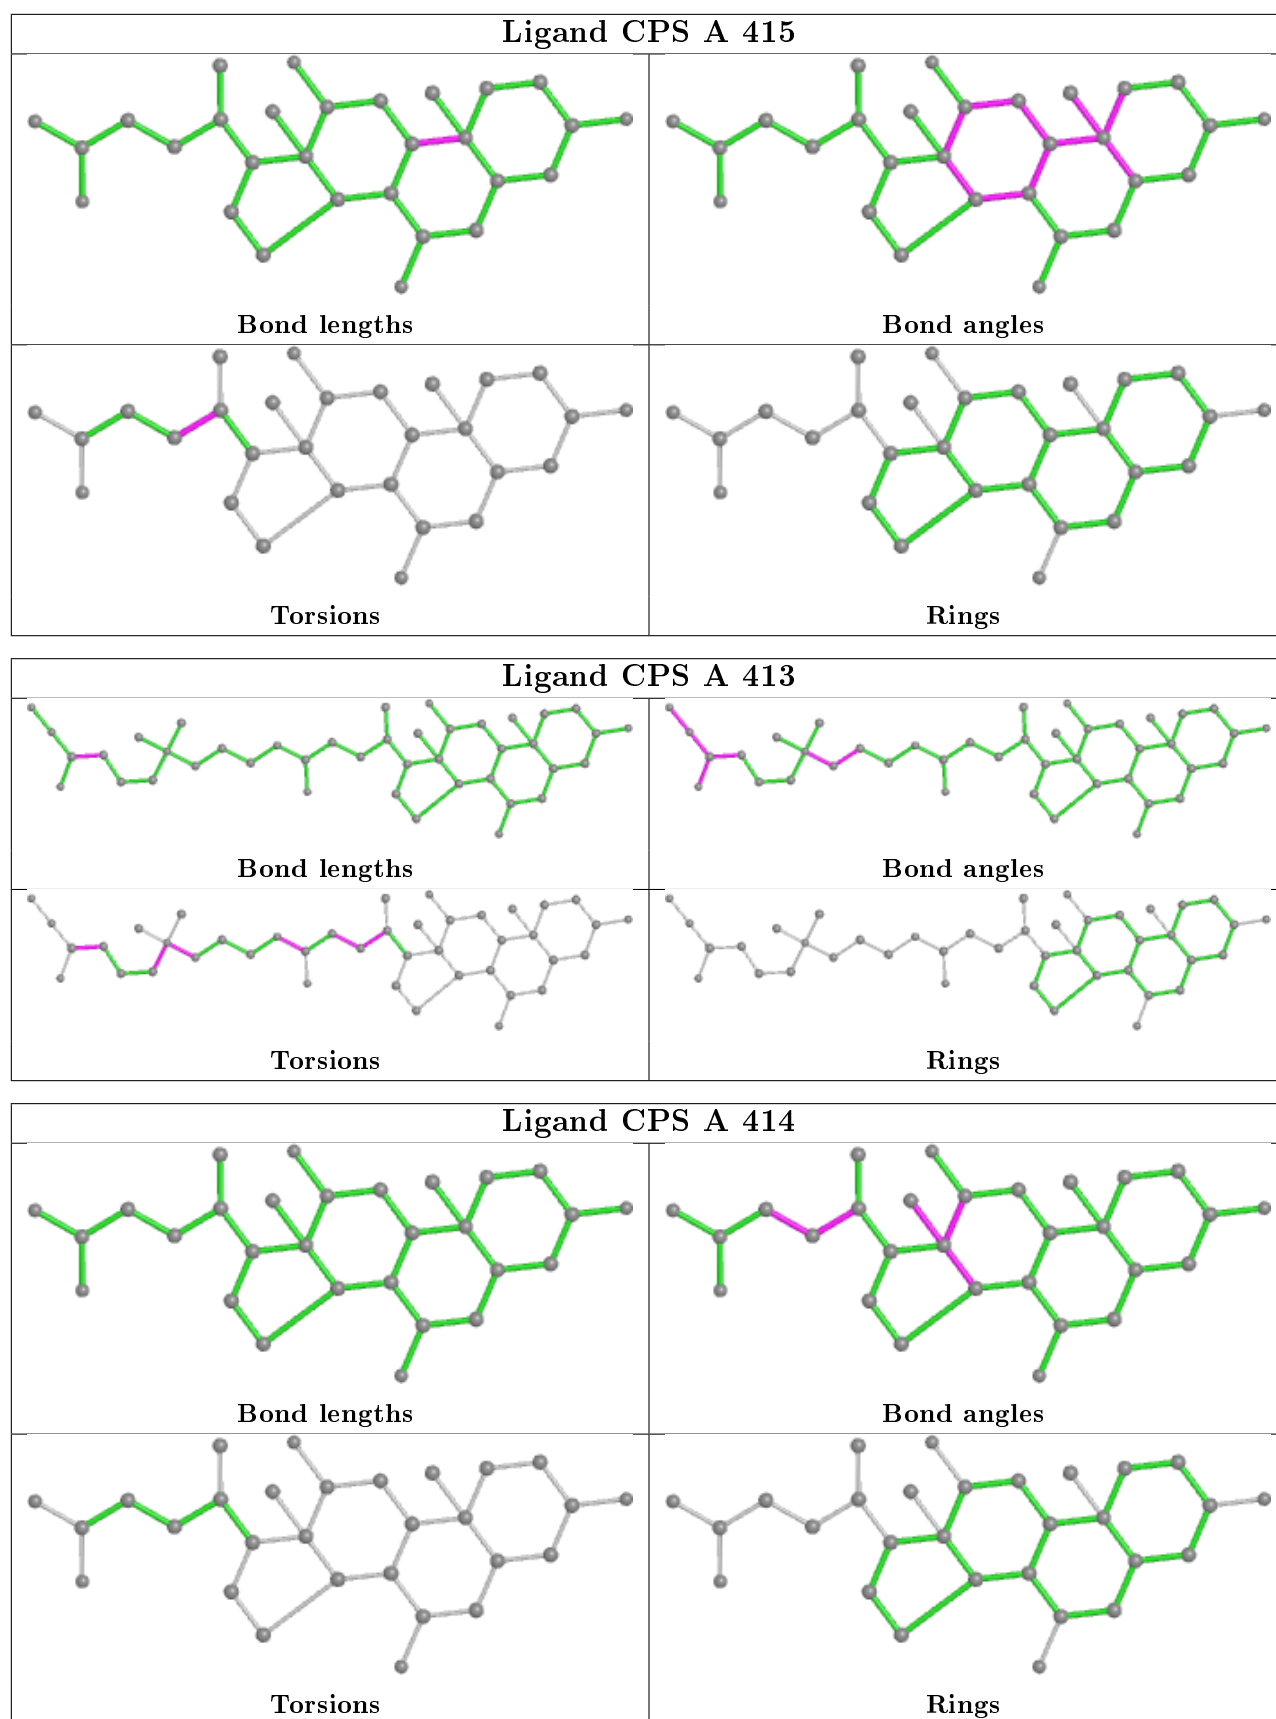 Ligand CPS A 415
Bond lengths
Bond angles
Torsions
Rings
Ligand CPS A 413
Bond lengths
Bond angles
Torsions
Rings
Ligand CPS A 414
Bond lengths
Bond angles
Torsions
Rings